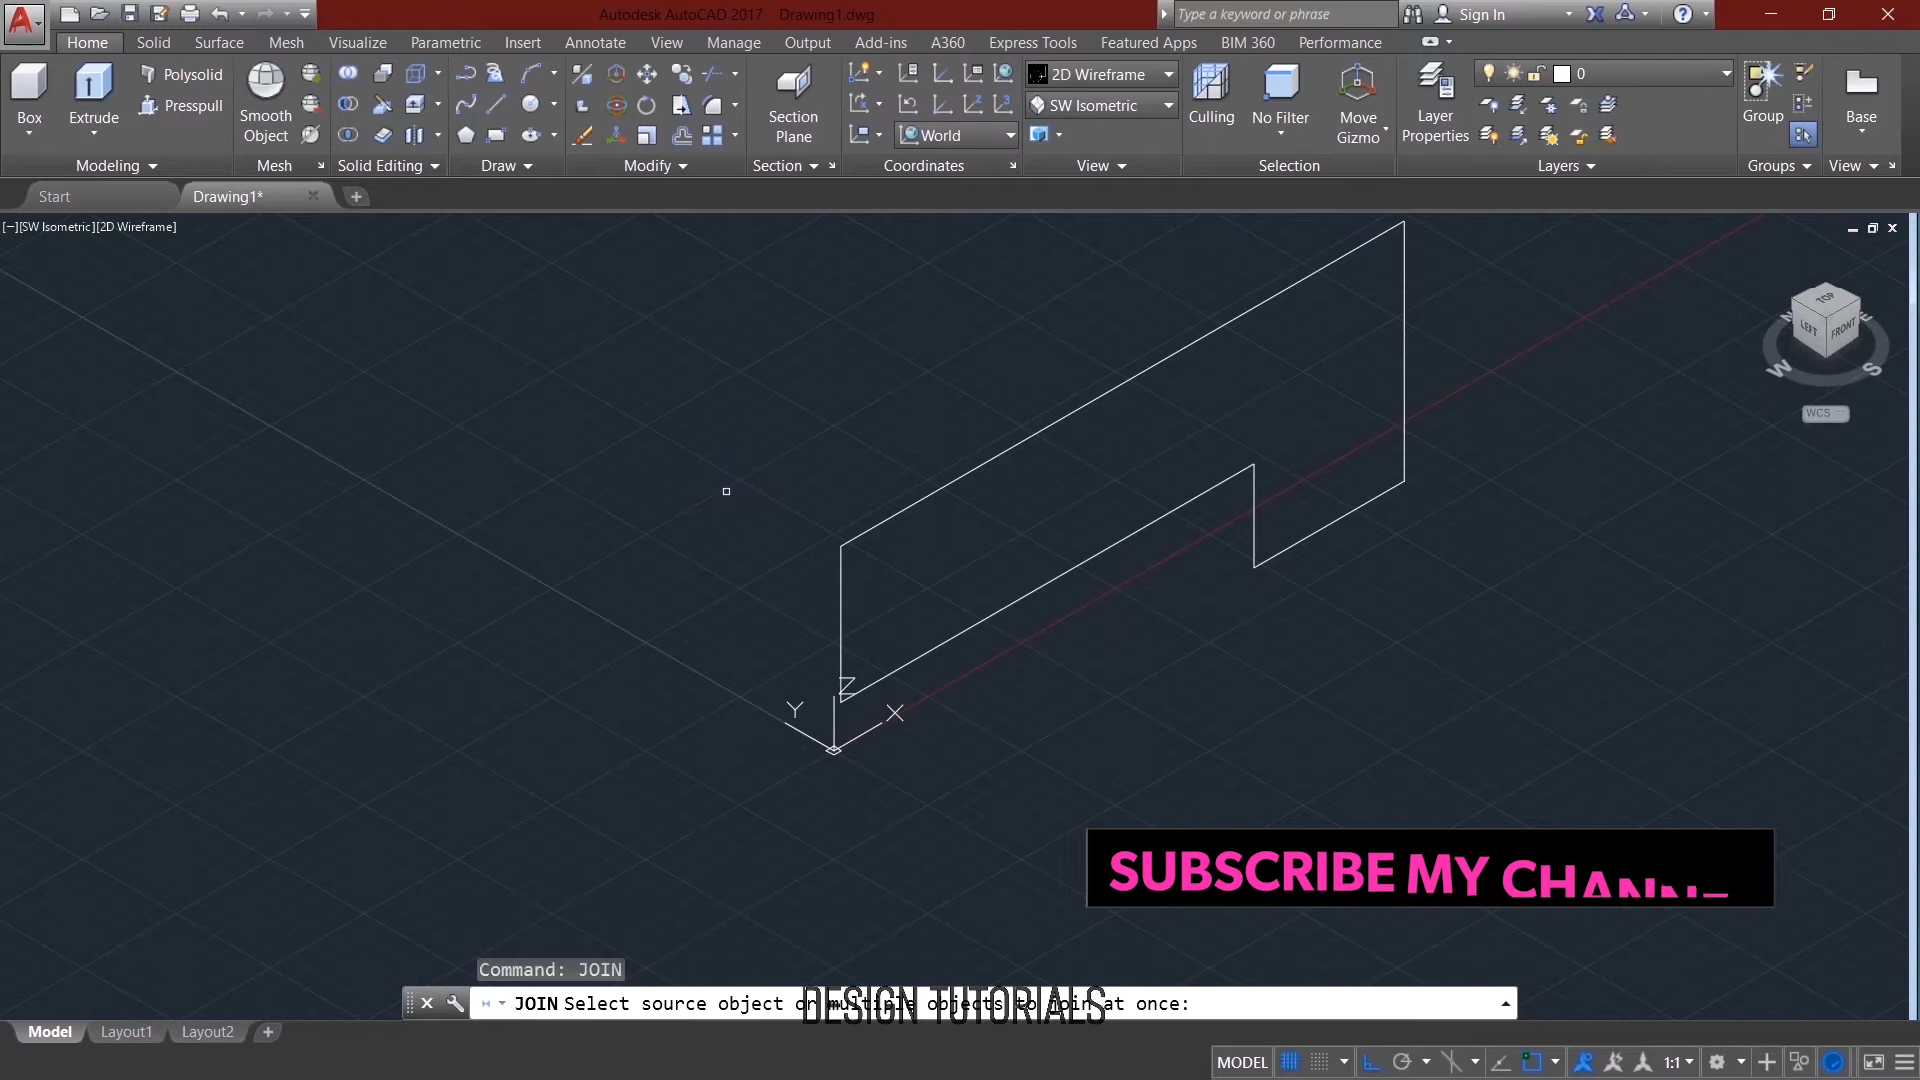 Autodesk AutoCAD 2017 Drawing1.dwg
Type a keyword or phrase
Sign In
Home Solid Surface Mesh Visualize Parametric Insert Annotate View Manage Output Add-ins A360 Express Tools Featured Apps BIM 360 Performance
Box
Extrude
Polysolid
Presspull
Smooth Object
Section Plane
World
2D Wireframe
SW Isometric
Culling
No Filter
Move Gizmo
Layer Properties
0
Group
Base
Modeling Mesh Solid Editing Draw Modify Section Coordinates View Selection Layers Groups View
Start Drawing1*
[−][SW Isometric][2D Wireframe]
TOP
LEFT FRONT
N E
W S
WCS
Z
Y X
SUBSCRIBE MY CHANNE
Command: JOIN
JOIN Select source object or multiple objects to join at once:
DESIGN TUTORIALS
Model Layout1 Layout2
MODEL 1:1